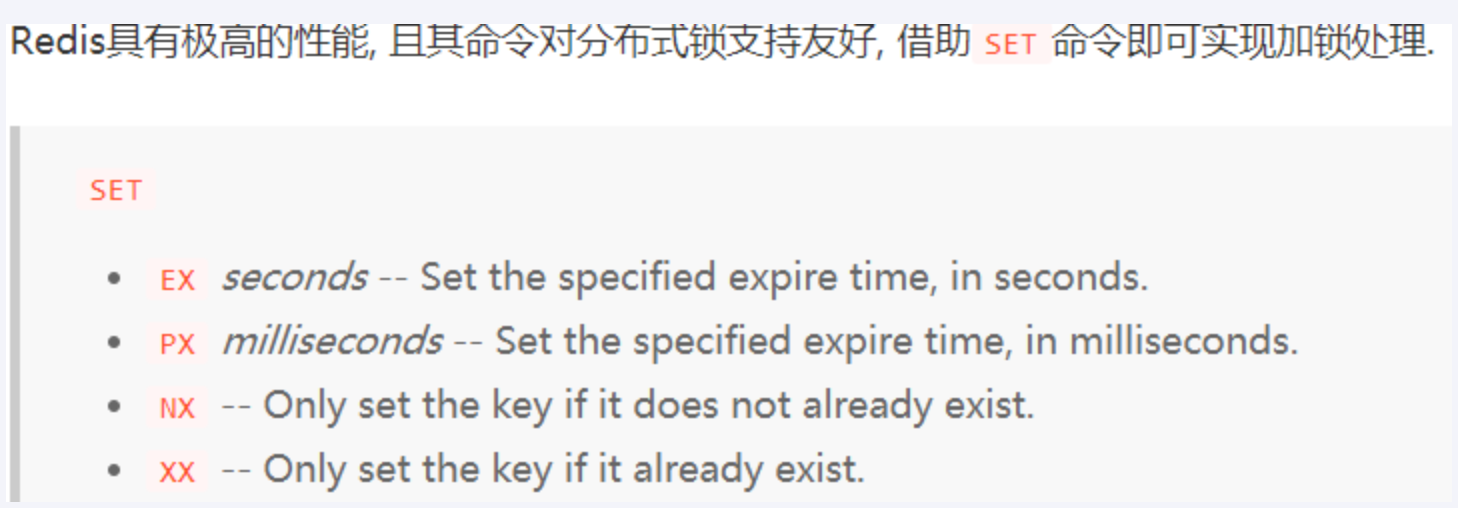 Redis具有极高的性能, 且其命令对分布式锁支持友好, 借助 SET 命令即可实现加锁处理.
SET
• EX seconds -- Set the specified expire time, in seconds.
• PX milliseconds -- Set the specified expire time, in milliseconds.
• NX -- Only set the key if it does not already exist.
• XX -- Only set the key if it already exist.